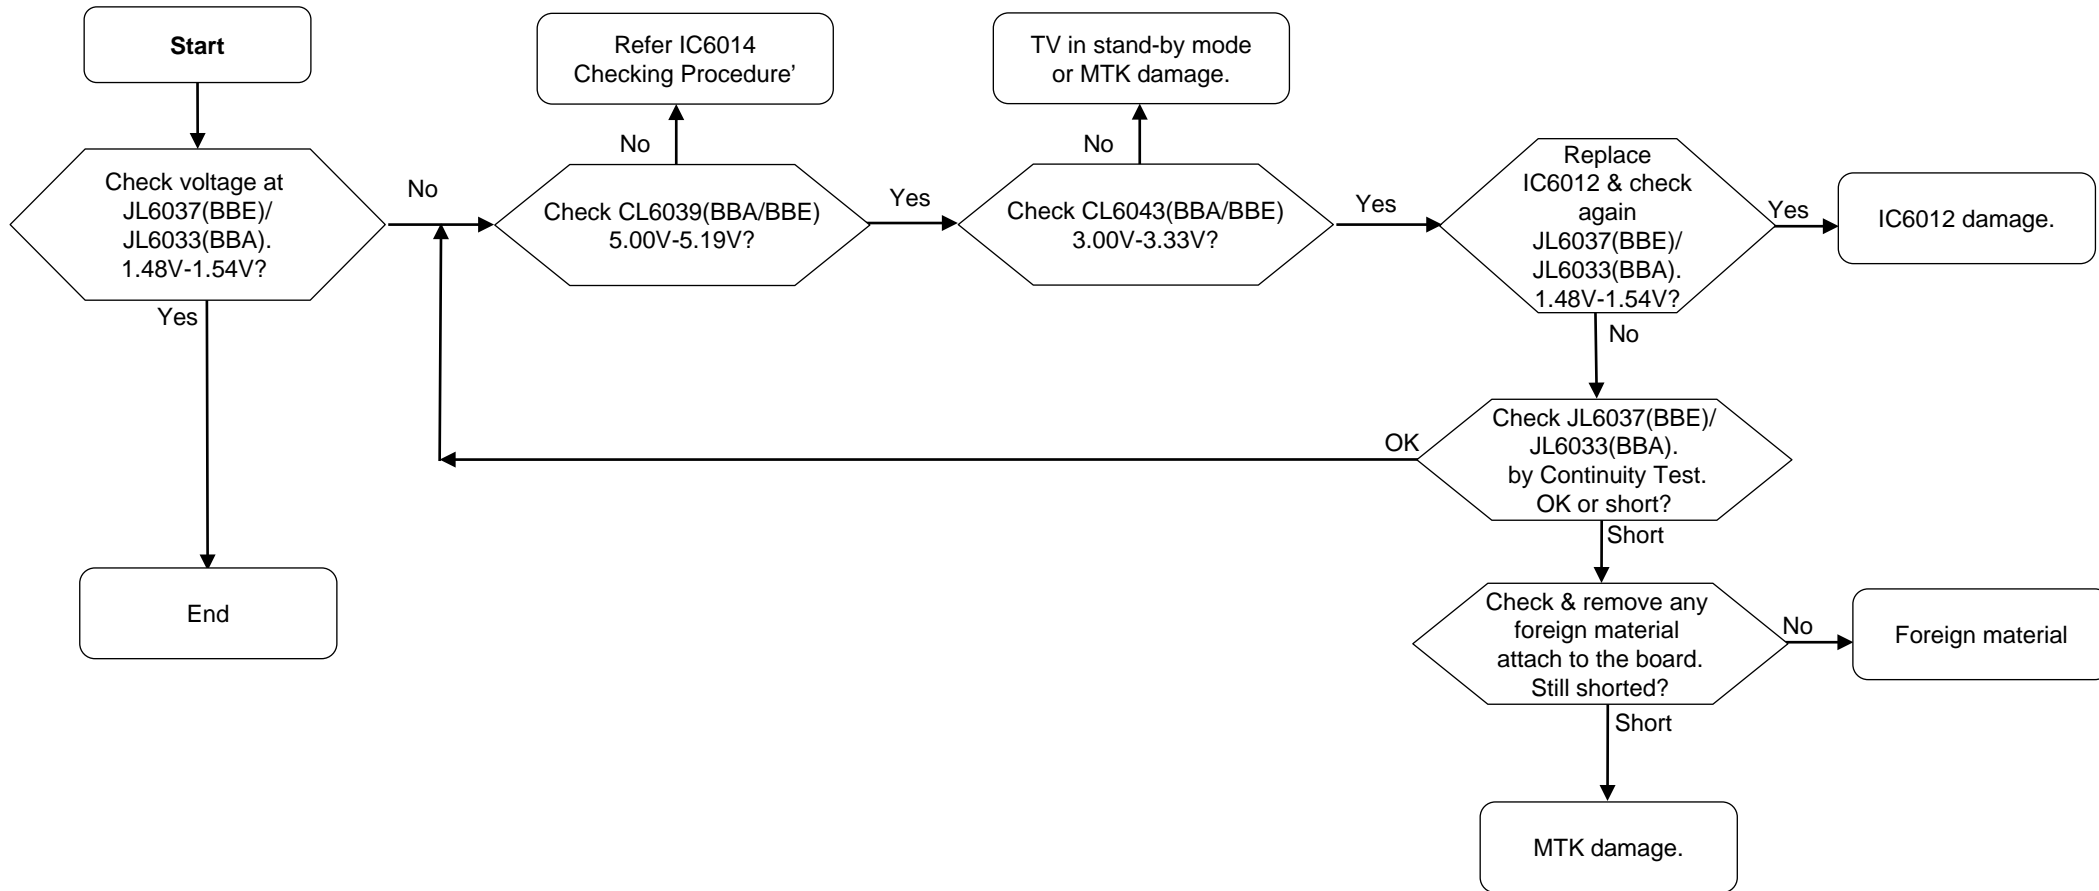 Start
Check voltage at
JL6037(BBE)/
JL6033(BBA).
1.48V-1.54V?
Yes
End
No
Refer IC6014
Checking Procedure’
No
Check CL6039(BBA/BBE)
5.00V-5.19V?
Yes
TV in stand-by mode
or MTK damage.
No
Check CL6043(BBA/BBE)
3.00V-3.33V?
Yes
Replace
IC6012 & check
again
JL6037(BBE)/
JL6033(BBA).
1.48V-1.54V?
Yes
IC6012 damage.
No
Check JL6037(BBE)/
JL6033(BBA).
by Continuity Test.
OK or short?
OK
Short
Check & remove any
foreign material
attach to the board.
Still shorted?
No
Foreign material
Short
MTK damage.